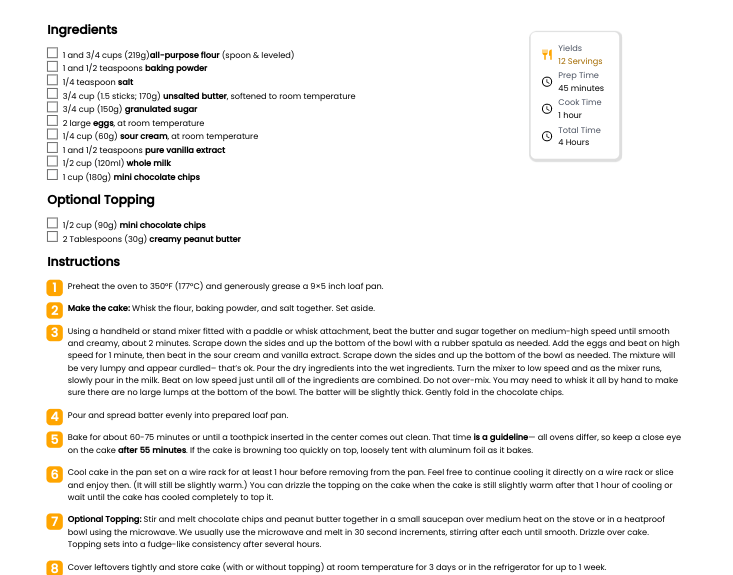 Ingredients
1 and 3/4 cups (219g)all-purpose flour (spoon & leveled)
1 and 1/2 teaspoons baking powder
1/4 teaspoon salt
3/4 cup (1.5 sticks; 170g) unsalted butter, softened to room temperature
3/4 cup (150g) granulated sugar
2 large eggs, at room temperature
1/4 cup (60g) sour cream, at room temperature
1 and 1/2 teaspoons pure vanilla extract
1/2 cup (120ml) whole milk
1 cup (180g) mini chocolate chips
Yields
12 Servings
Prep Time
45 minutes
Cook Time
1 hour
Total Time
4 Hours
Optional Topping
1/2 cup (90g) mini chocolate chips
2 Tablespoons (30g) creamy peanut butter
Instructions
1 Preheat the oven to 350°F (177°C) and generously grease a 9×5 inch loaf pan.
2 Make the cake: Whisk the flour, baking powder, and salt together. Set aside.
3 Using a handheld or stand mixer fitted with a paddle or whisk attachment, beat the butter and sugar together on medium-high speed until smooth
and creamy, about 2 minutes. Scrape down the sides and up the bottom of the bowl with a rubber spatula as needed. Add the eggs and beat on high
speed for 1 minute, then beat in the sour cream and vanilla extract. Scrape down the sides and up the bottom of the bowl as needed. The mixture will
be very lumpy and appear curdled– that's ok. Pour the dry ingredients into the wet ingredients. Turn the mixer to low speed and as the mixer runs,
slowly pour in the milk. Beat on low speed just until all of the ingredients are combined. Do not over-mix. You may need to whisk it all by hand to make
sure there are no large lumps at the bottom of the bowl. The batter will be slightly thick. Gently fold in the chocolate chips.
4 Pour and spread batter evenly into prepared loaf pan.
5 Bake for about 60-75 minutes or until a toothpick inserted in the center comes out clean. That time is a guideline— all ovens differ, so keep a close eye
on the cake after 55 minutes. If the cake is browning too quickly on top, loosely tent with aluminum foil as it bakes.
6 Cool cake in the pan set on a wire rack for at least 1 hour before removing from the pan. Feel free to continue cooling it directly on a wire rack or slice
and enjoy then. (It will still be slightly warm.) You can drizzle the topping on the cake when the cake is still slightly warm after that 1 hour of cooling or
wait until the cake has cooled completely to top it.
7 Optional Topping: Stir and melt chocolate chips and peanut butter together in a small saucepan over medium heat on the stove or in a heatproof
bowl using the microwave. We usually use the microwave and melt in 30 second increments, stirring after each until smooth. Drizzle over cake.
Topping sets into a fudge-like consistency after several hours.
8 Cover leftovers tightly and store cake (with or without topping) at room temperature for 3 days or in the refrigerator for up to 1 week.